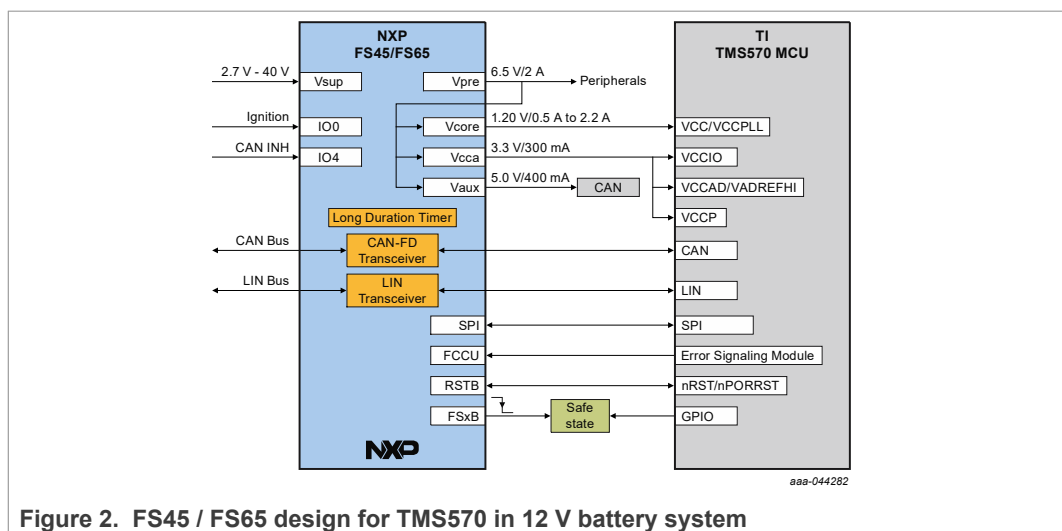 NXP
FS45/FS65
TI
TMS570 MCU
2.7 V - 40 V
Vsup
Vpre
6.5 V/2 A
Peripherals
Ignition
IO0
Vcore
1.20 V/0.5 A to 2.2 A
VCC/VCCPLL
CAN INH
IO4
Vcca
3.3 V/300 mA
VCCIO
Vaux
5.0 V/400 mA
CAN
VCCAD/VADREFHI
Long Duration Timer
VCCP
CAN Bus
CAN-FD
Transceiver
CAN
LIN Bus
LIN
Transceiver
LIN
SPI
SPI
FCCU
Error Signaling Module
RSTB
nRST/nPORRST
FSxB
Safe
state
GPIO
NXP
aaa-044282
Figure 2. FS45 / FS65 design for TMS570 in 12 V battery system